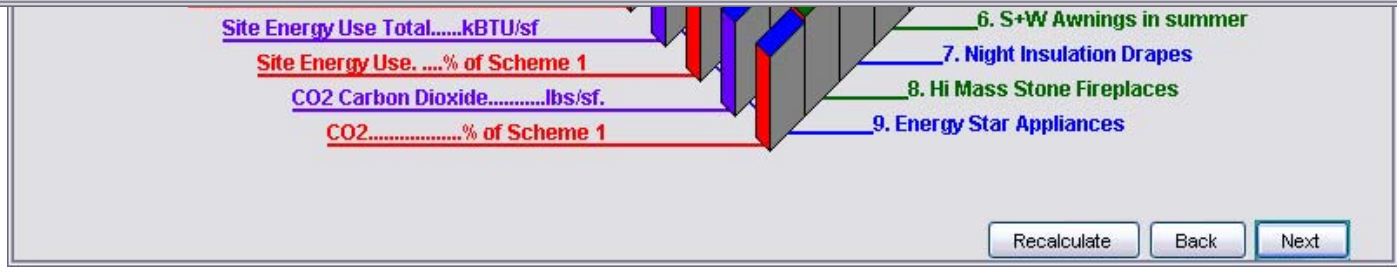 Site Energy Use Total......kBTU/sf
Site Energy Use. ....% of Scheme 1
CO2 Carbon Dioxide...........lbs/sf.
CO2..................% of Scheme 1
6. S+W Awnings in summer
7. Night Insulation Drapes
8. Hi Mass Stone Fireplaces
9. Energy Star Appliances
Recalculate Back Next